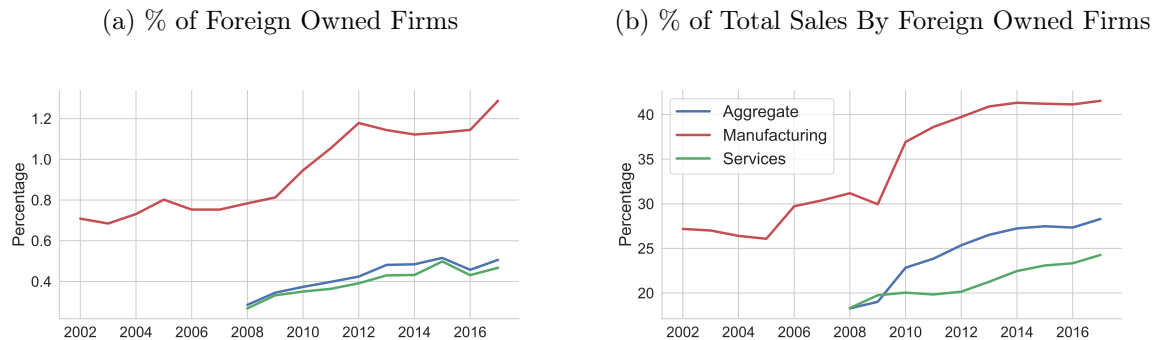 (a) % of Foreign Owned Firms
Percentage
1.2
1.0
0.8
0.6
0.4
2002 2004 2006 2008 2010 2012 2014 2016
(b) % of Total Sales By Foreign Owned Firms
Percentage
40
35
30
25
20
Aggregate
Manufacturing
Services
2002 2004 2006 2008 2010 2012 2014 2016